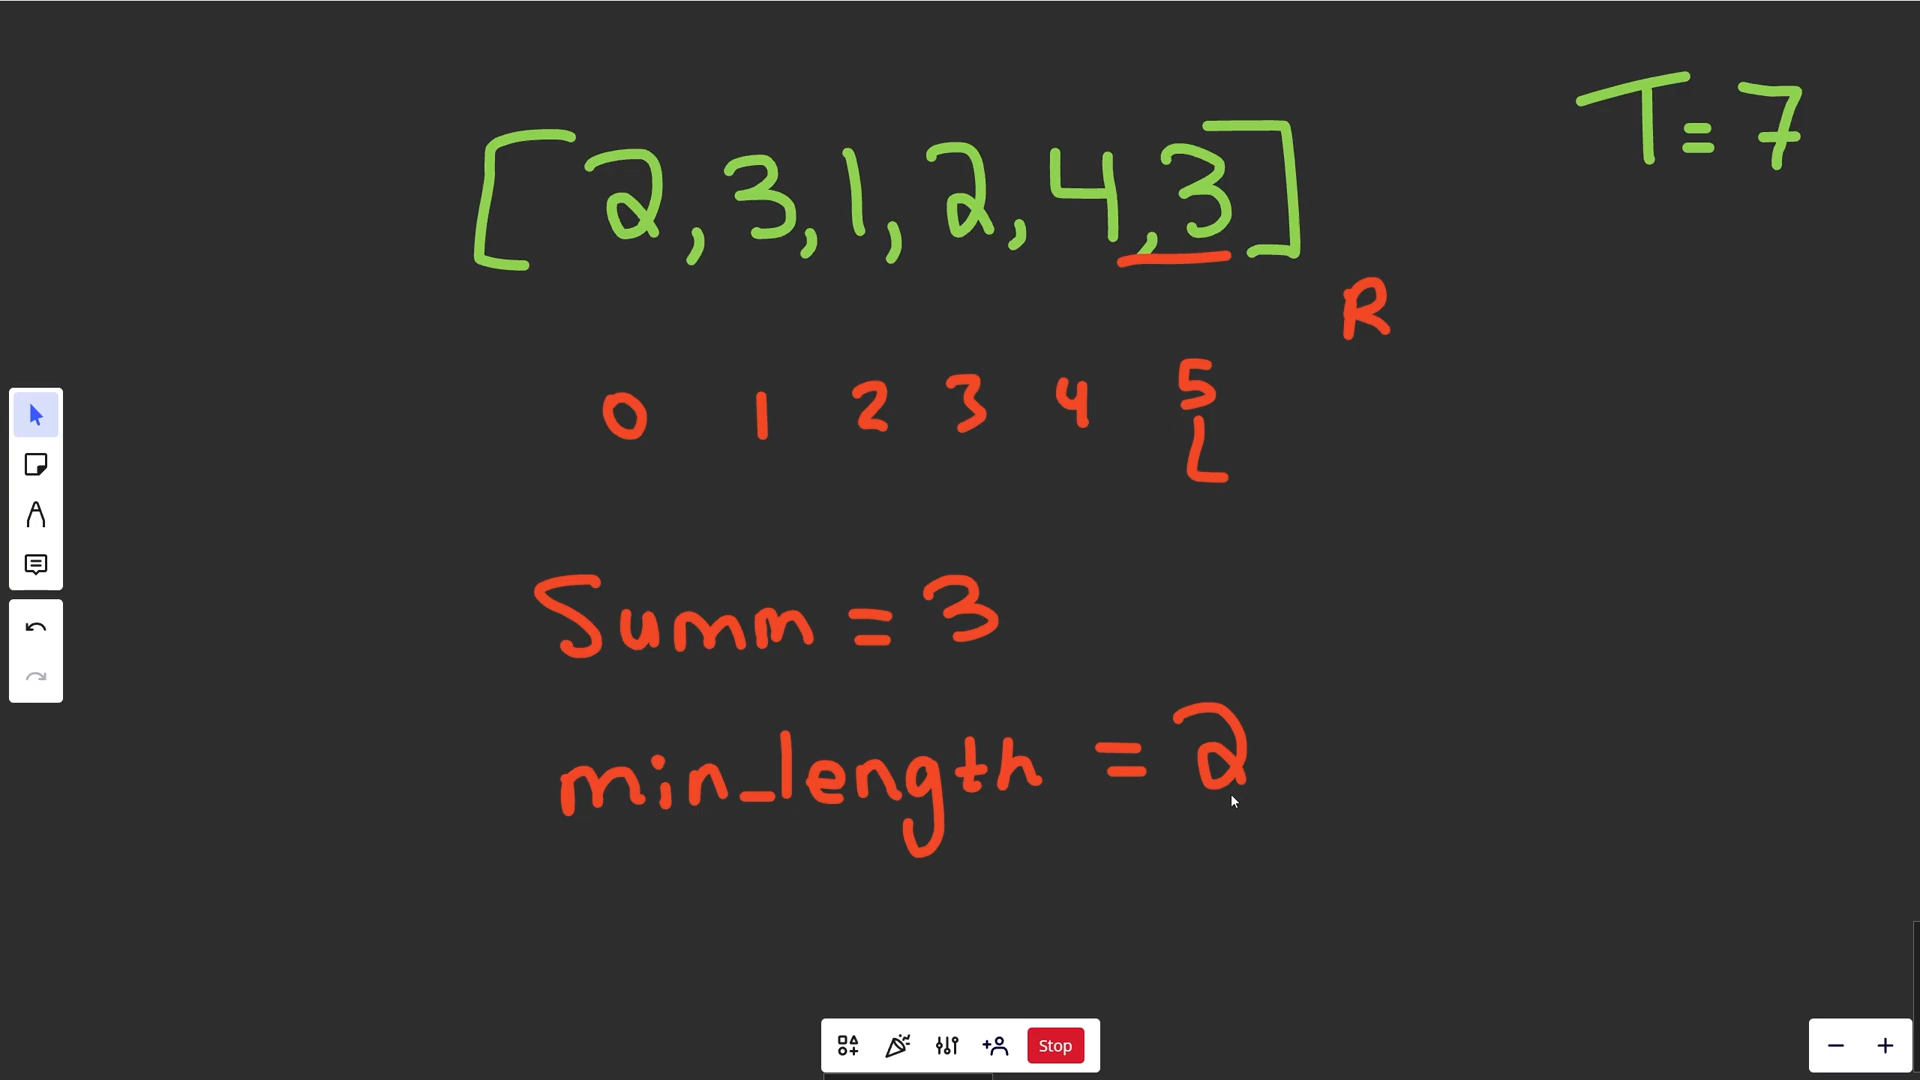 T = 7
[2, 3, 1, 2, 4, 3]
R
0 1 2 3 4 5
L
Summ = 3
min_length = 2
Stop